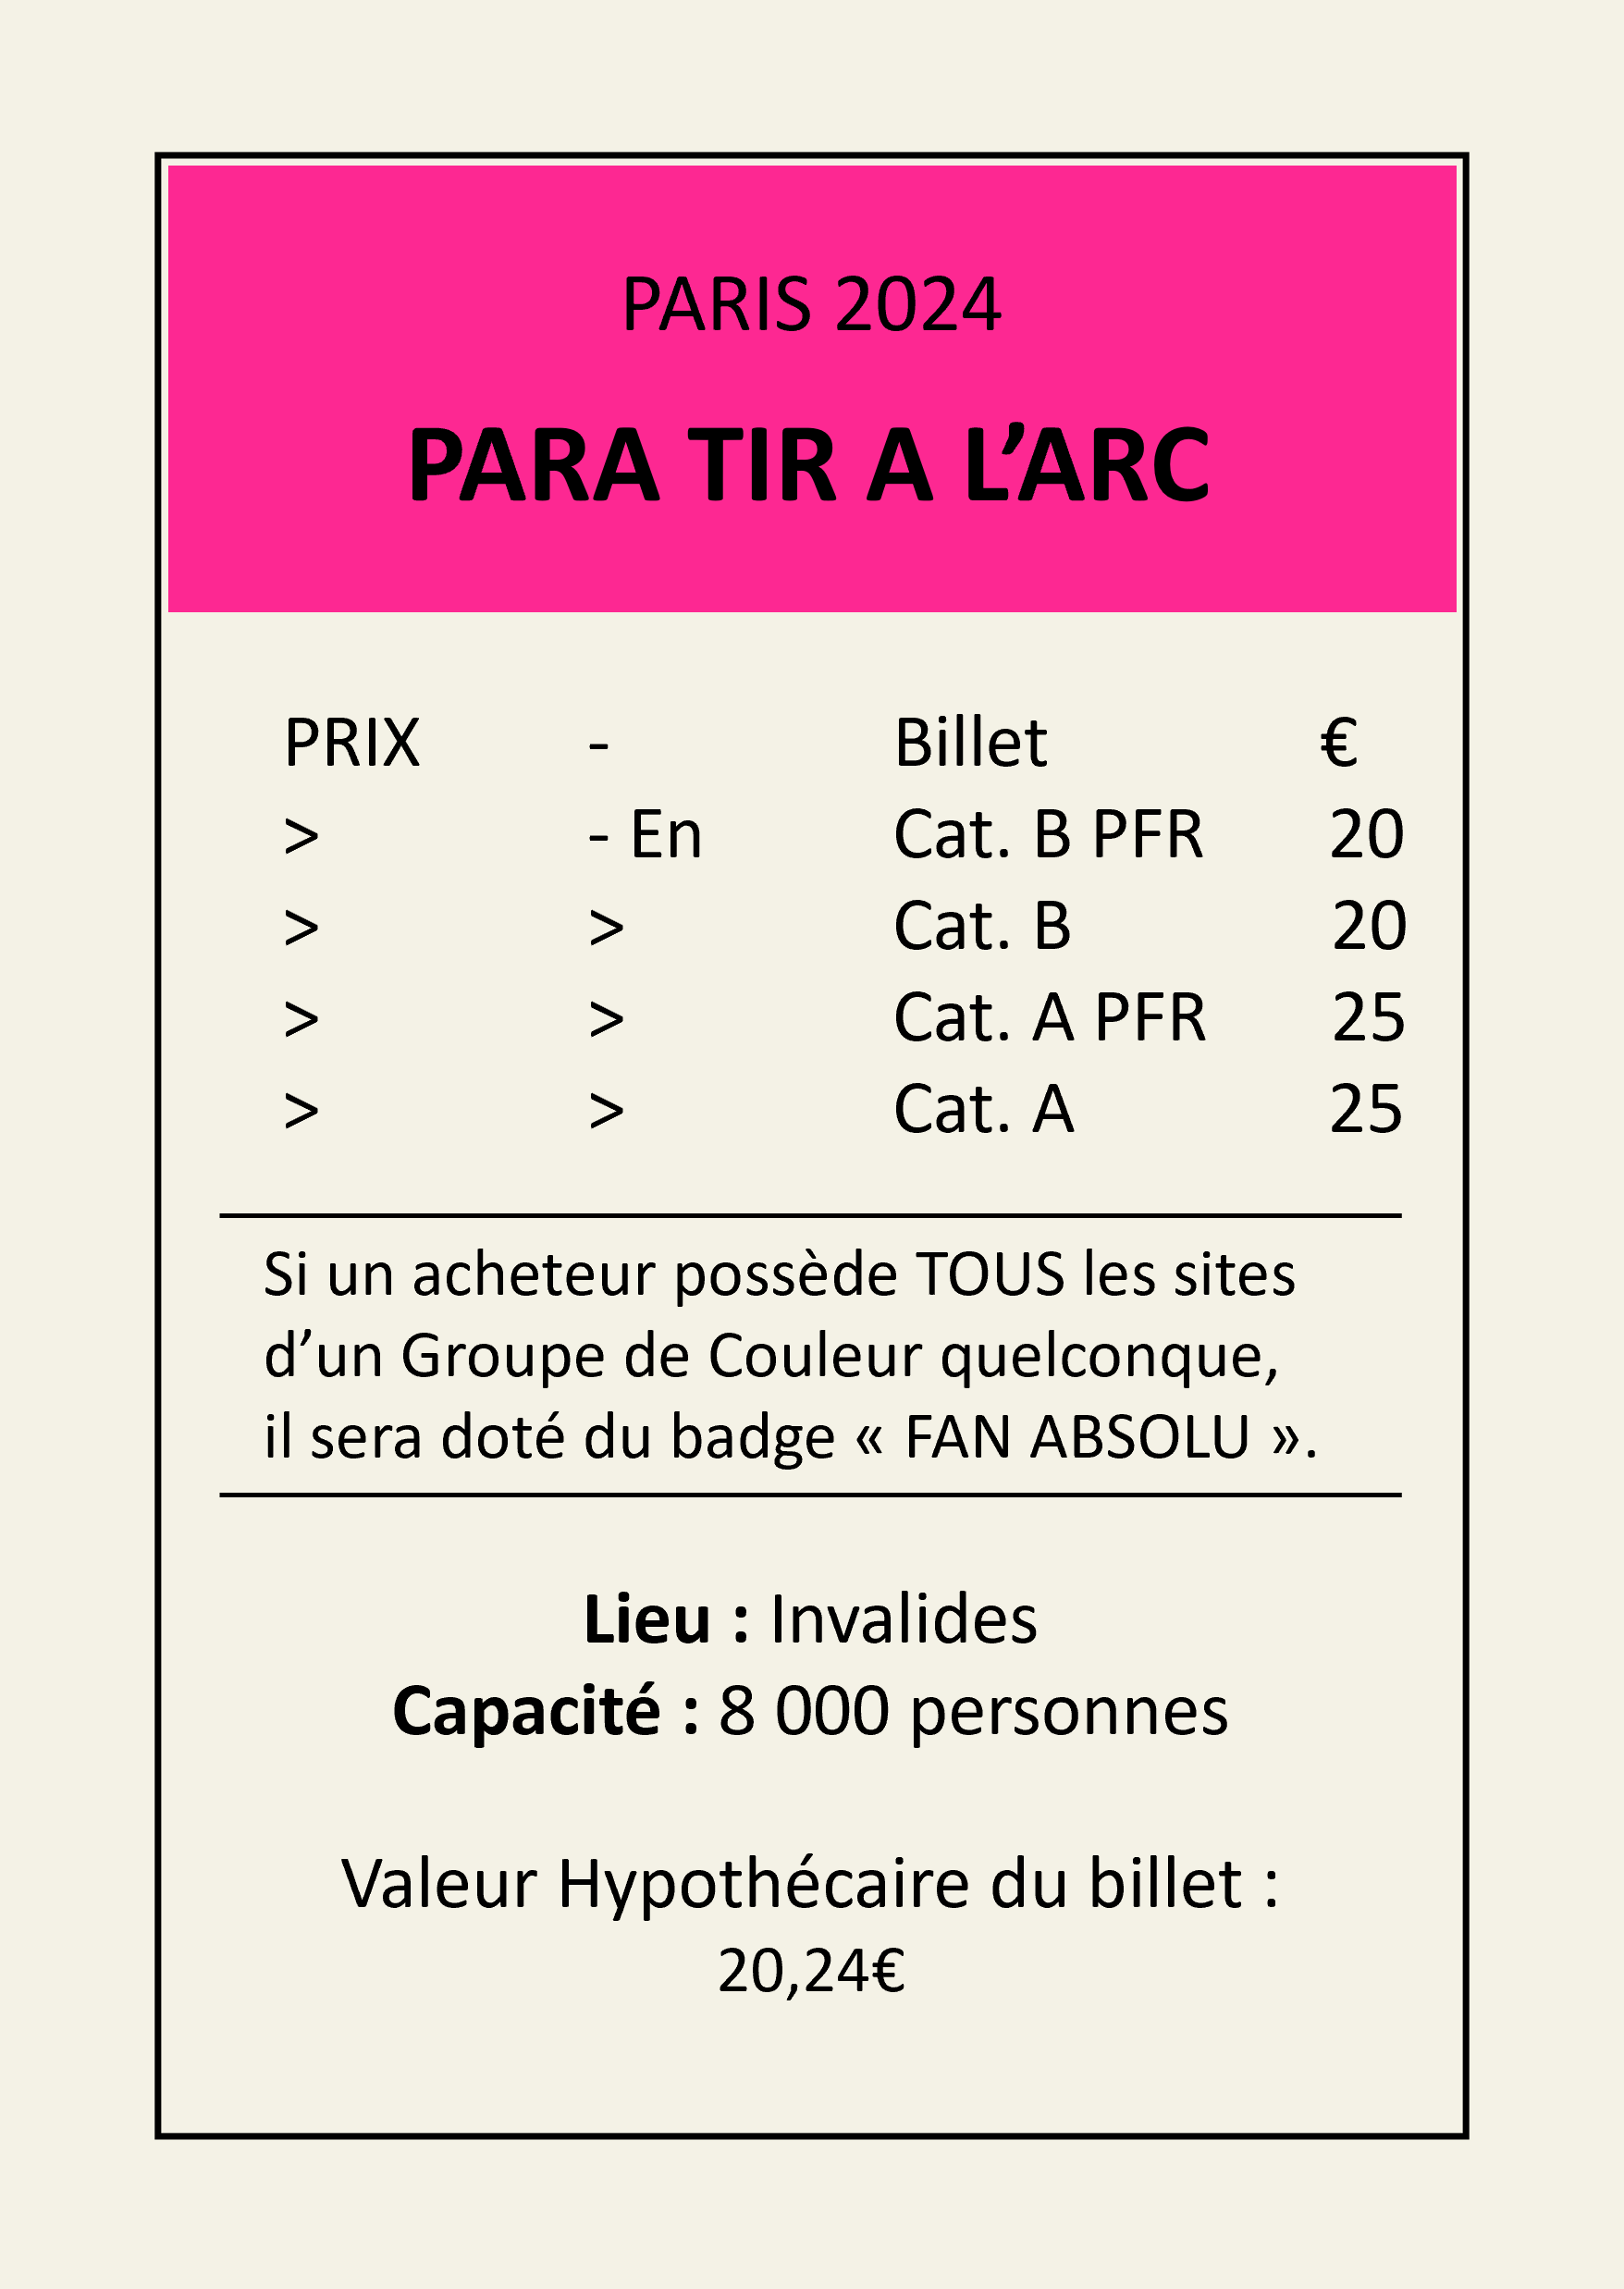 PARIS 2024
PARA TIR A L’ARC
PRIX - Billet €
> - En Cat. B PFR 20
> > Cat. B 20
> > Cat. A PFR 25
> > Cat. A 25
Si un acheteur possède TOUS les sites
d’un Groupe de Couleur quelconque,
il sera doté du badge « FAN ABSOLU ».
Lieu : Invalides
Capacité : 8 000 personnes
Valeur Hypothécaire du billet :
20,24€